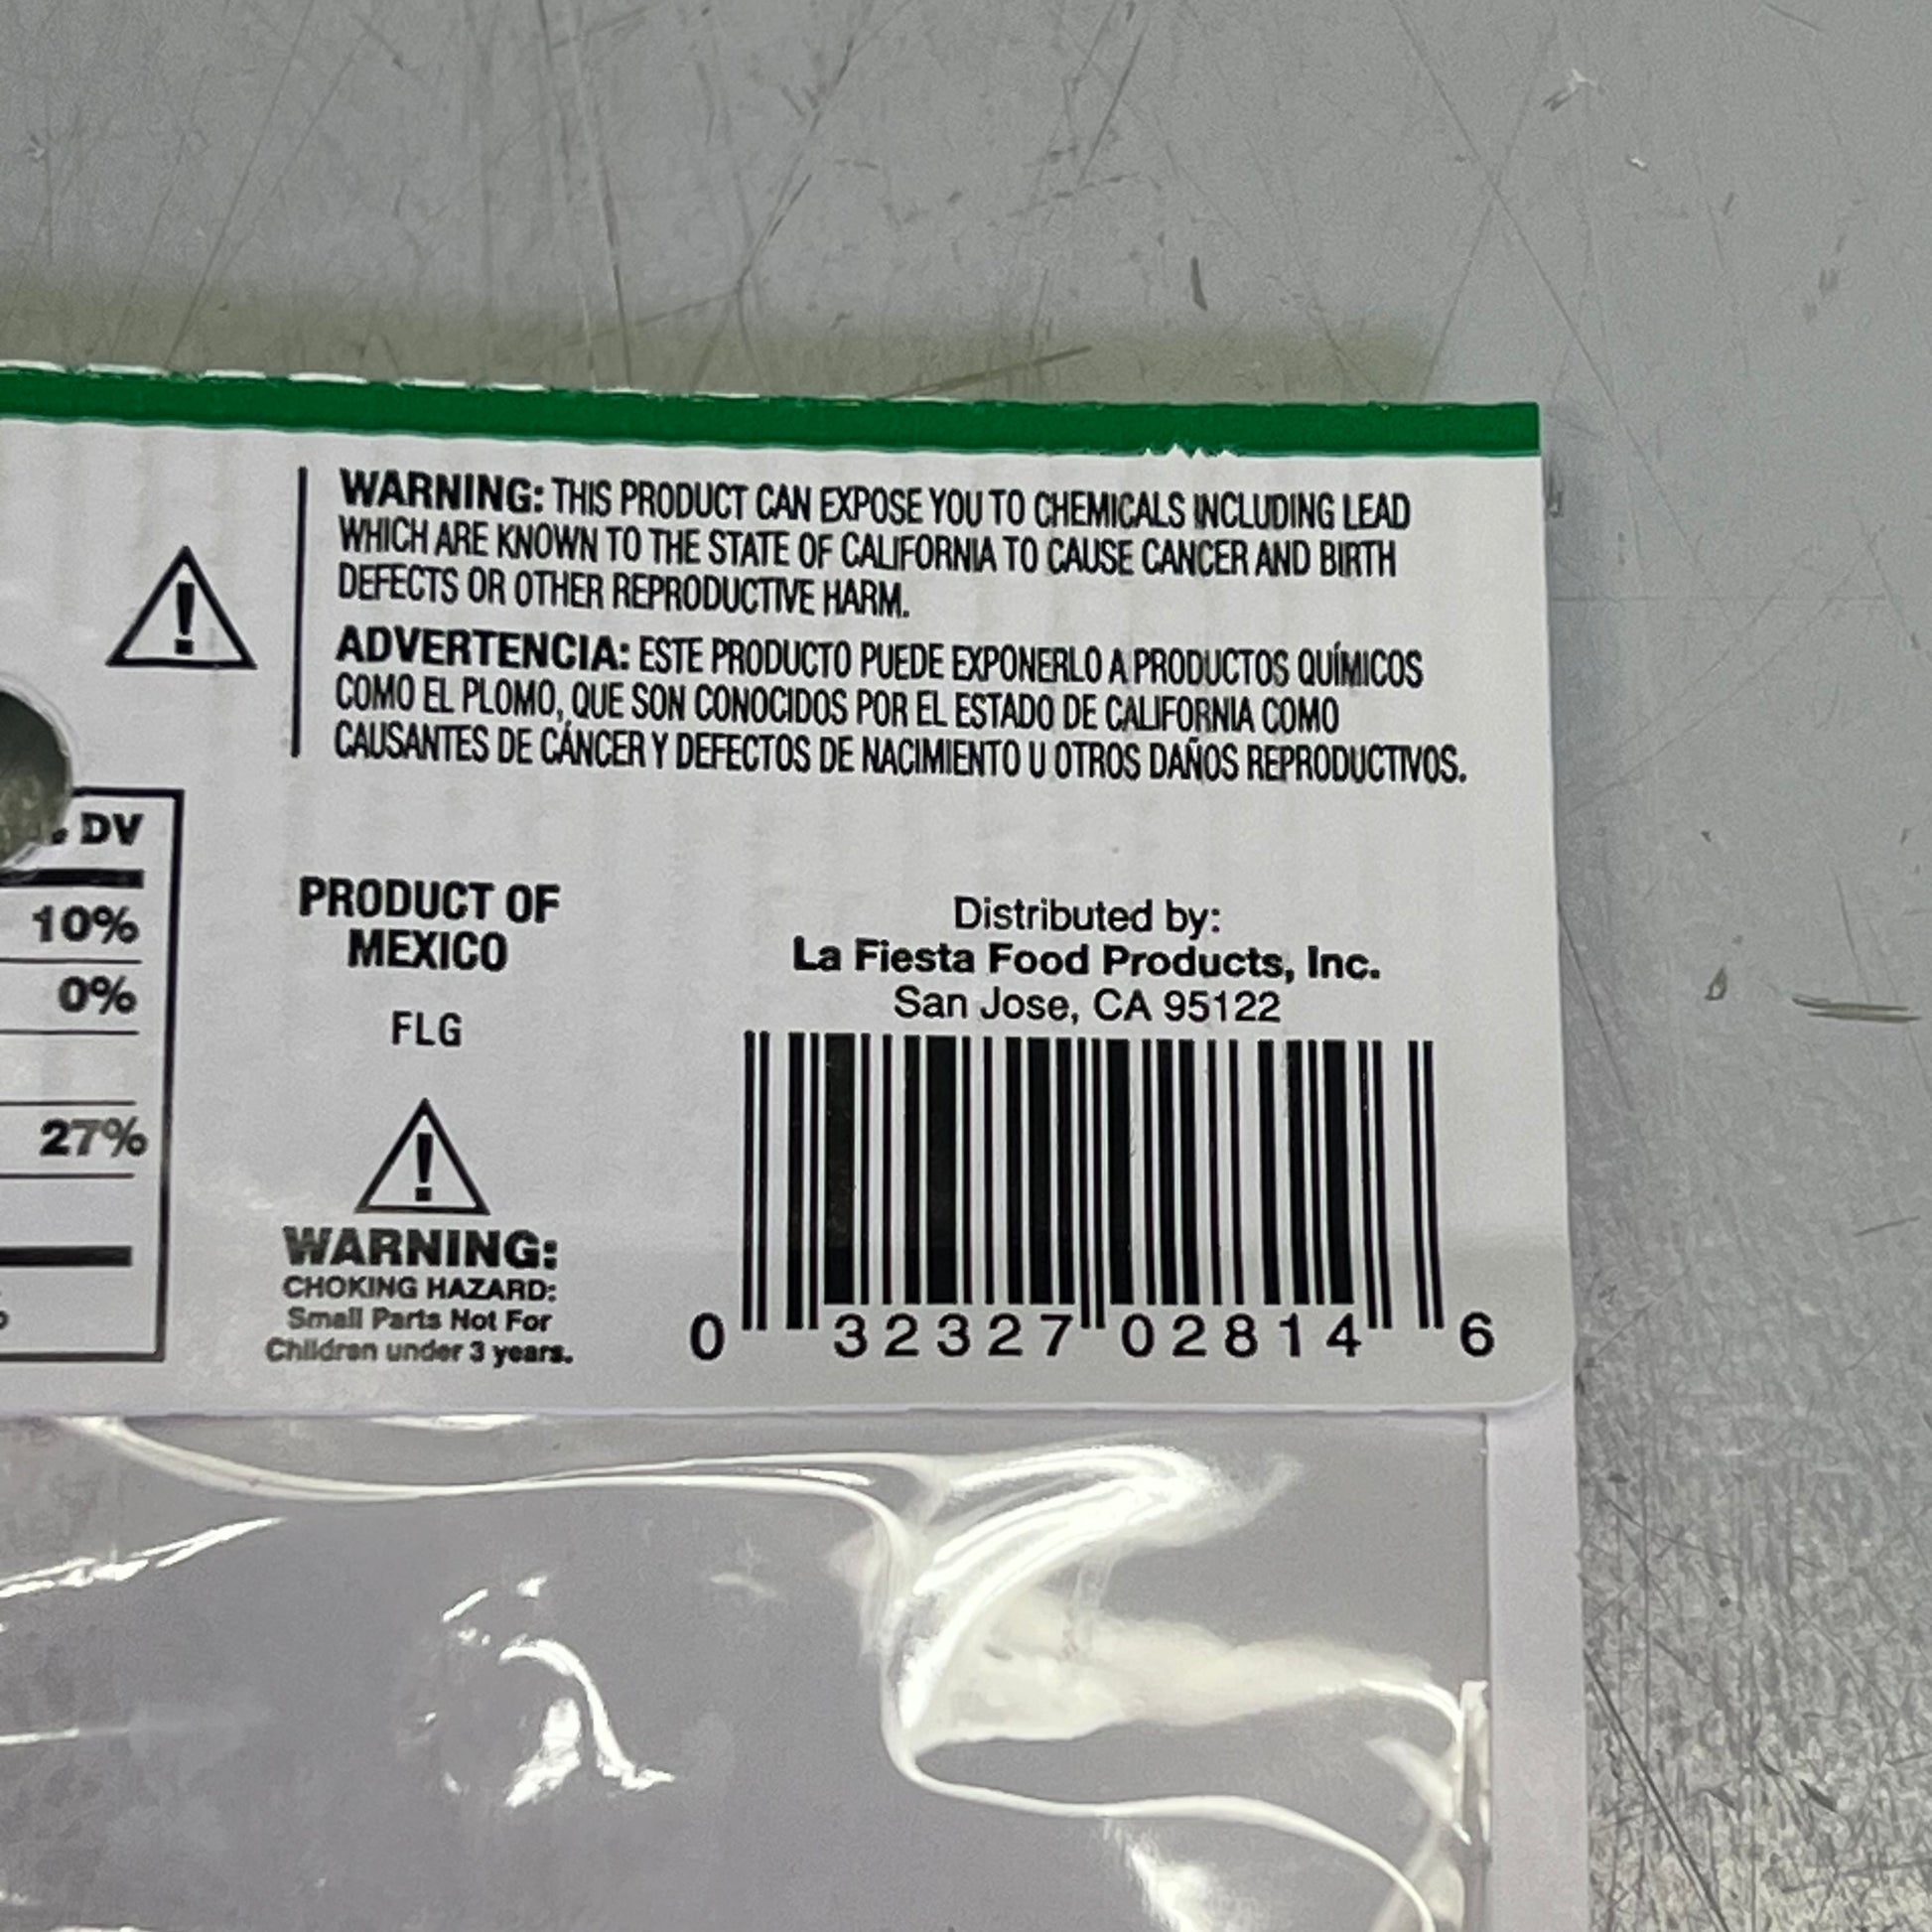 WARNING: THIS PRODUCT CAN EXPOSE YOU TO CHEMICALS INCLUDING LEAD
WHICH ARE KNOWN TO THE STATE OF CALIFORNIA TO CAUSE CANCER AND BIRTH
DEFECTS OR OTHER REPRODUCTIVE HARM.
ADVERTENCIA: ESTE PRODUCTO PUEDE EXPONERLO A PRODUCTOS QUÍMICOS
COMO EL PLOMO, QUE SON CONOCIDOS POR EL ESTADO DE CALIFORNIA COMO
CAUSANTES DE CÁNCER Y DEFECTOS DE NACIMIENTO U OTROS DAÑOS REPRODUCTIVOS.
DV
10%
0%
27%
PRODUCT OF
MEXICO
FLG
WARNING:
CHOKING HAZARD:
Small Parts Not For
Children under 3 years.
Distributed by:
La Fiesta Food Products, Inc.
San Jose, CA 95122
0 32327 02814 6